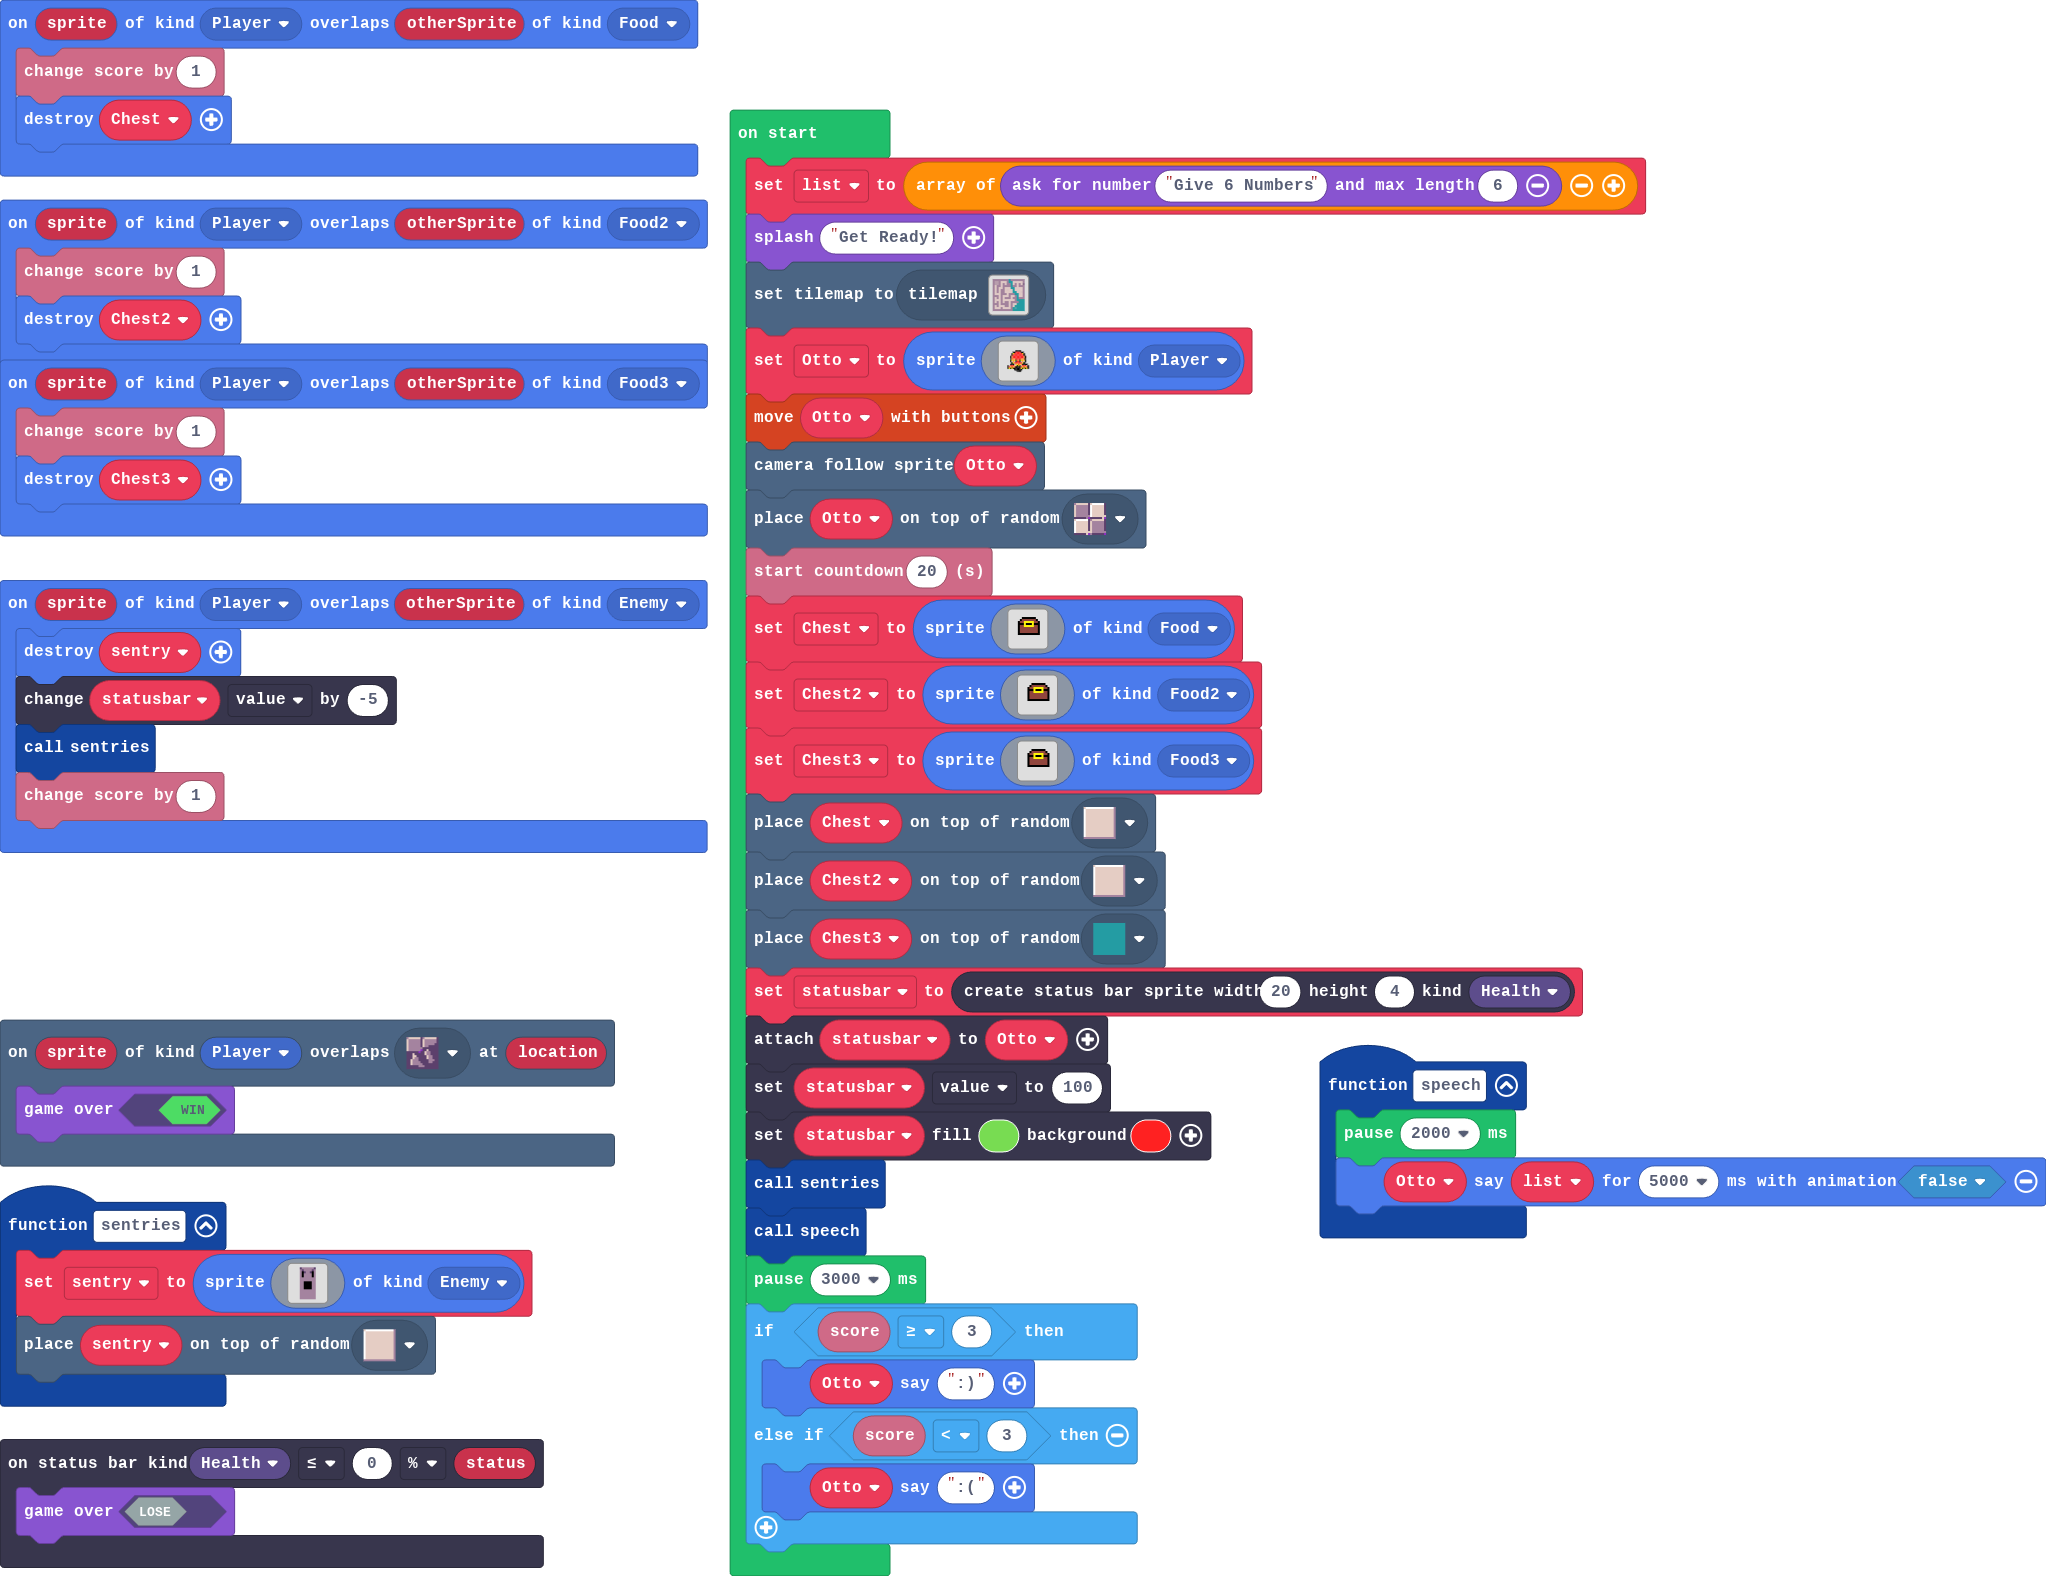 on sprite of kind Player overlaps otherSprite of kind Food
change score by 1
destroy Chest
on sprite of kind Player overlaps otherSprite of kind Food2
change score by 1
destroy Chest2
on sprite of kind Player overlaps otherSprite of kind Food3
change score by 1
destroy Chest3
on sprite of kind Player overlaps otherSprite of kind Enemy
destroy sentry
change statusbar value by -5
call sentries
change score by 1
on sprite of kind Player overlaps at location
game over WIN
function sentries
set sentry to sprite of kind Enemy
place sentry on top of random
on status bar kind Health ≤ 0 % status
game over LOSE
on start
set list to array of ask for number "Give 6 Numbers" and max length 6
splash "Get Ready!"
set tilemap to tilemap
set Otto to sprite of kind Player
move Otto with buttons
camera follow sprite Otto
place Otto on top of random
start countdown 20 (s)
set Chest to sprite of kind Food
set Chest2 to sprite of kind Food2
set Chest3 to sprite of kind Food3
place Chest on top of random
place Chest2 on top of random
place Chest3 on top of random
set statusbar to create status bar sprite width 20 height 4 kind Health
attach statusbar to Otto
set statusbar value to 100
set statusbar fill background
call sentries
call speech
pause 3000 ms
if score ≥ 3 then
Otto say ":)"
else if score < 3 then
Otto say ":("
function speech
pause 2000 ms
Otto say list for 5000 ms with animation false